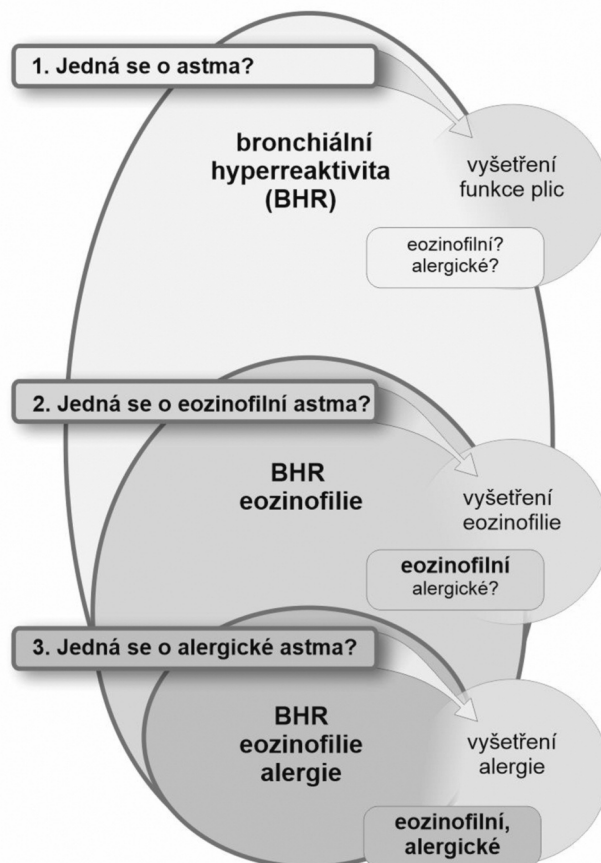 1. Jedná se o astma?
bronchiální
hyperreaktivita
(BHR)
vyšetření
funkce plic
eozinofilní?
alergické?
2. Jedná se o eozinofilní astma?
BHR
eozinofilie
vyšetření
eozinofilie
eozinofilní
alergické?
3. Jedná se o alergické astma?
BHR
eozinofilie
alergie
vyšetření
alergie
eozinofilní,
alergické